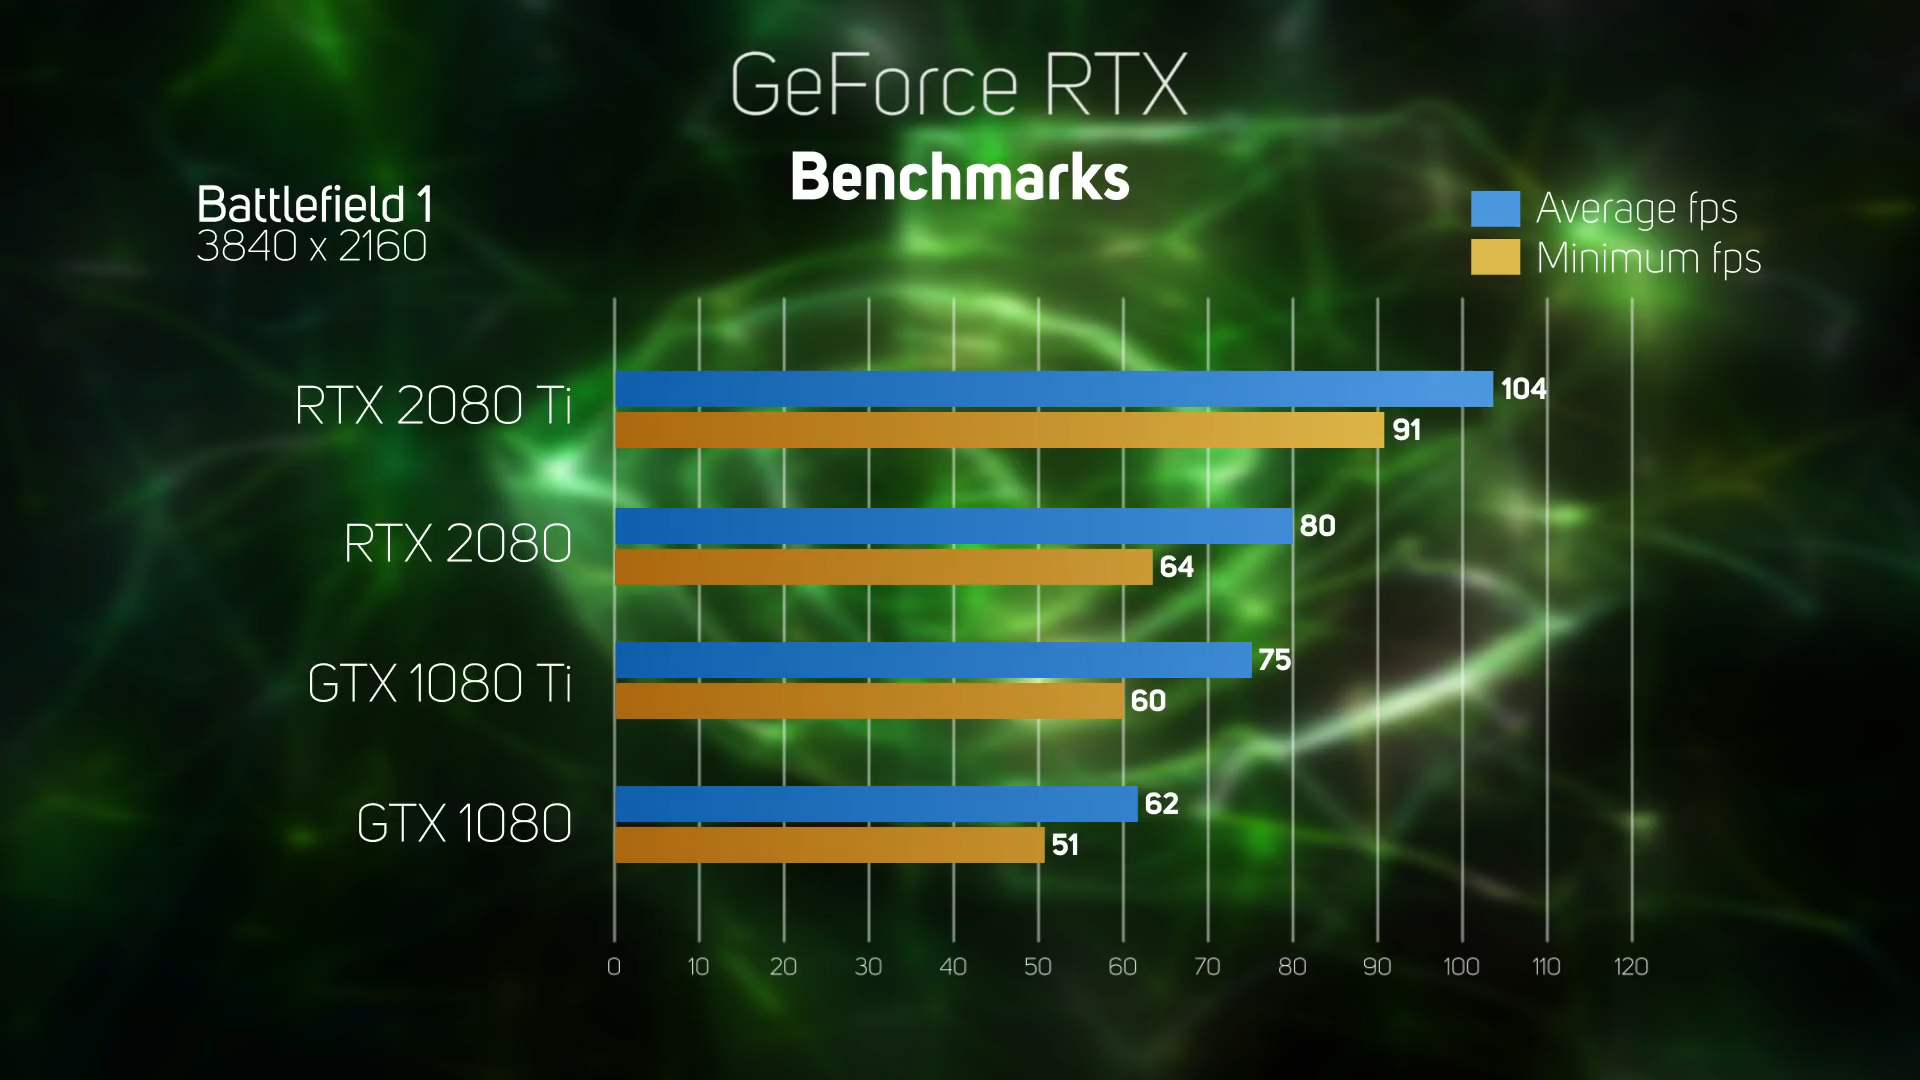 GeForce RTX
Benchmarks
Battlefield 1
3840 x 2160
Average fps
Minimum fps
RTX 2080 Ti
104
91
RTX 2080
80
64
GTX 1080 Ti
75
60
GTX 1080
62
51
0 10 20 30 40 50 60 70 80 90 100 110 120